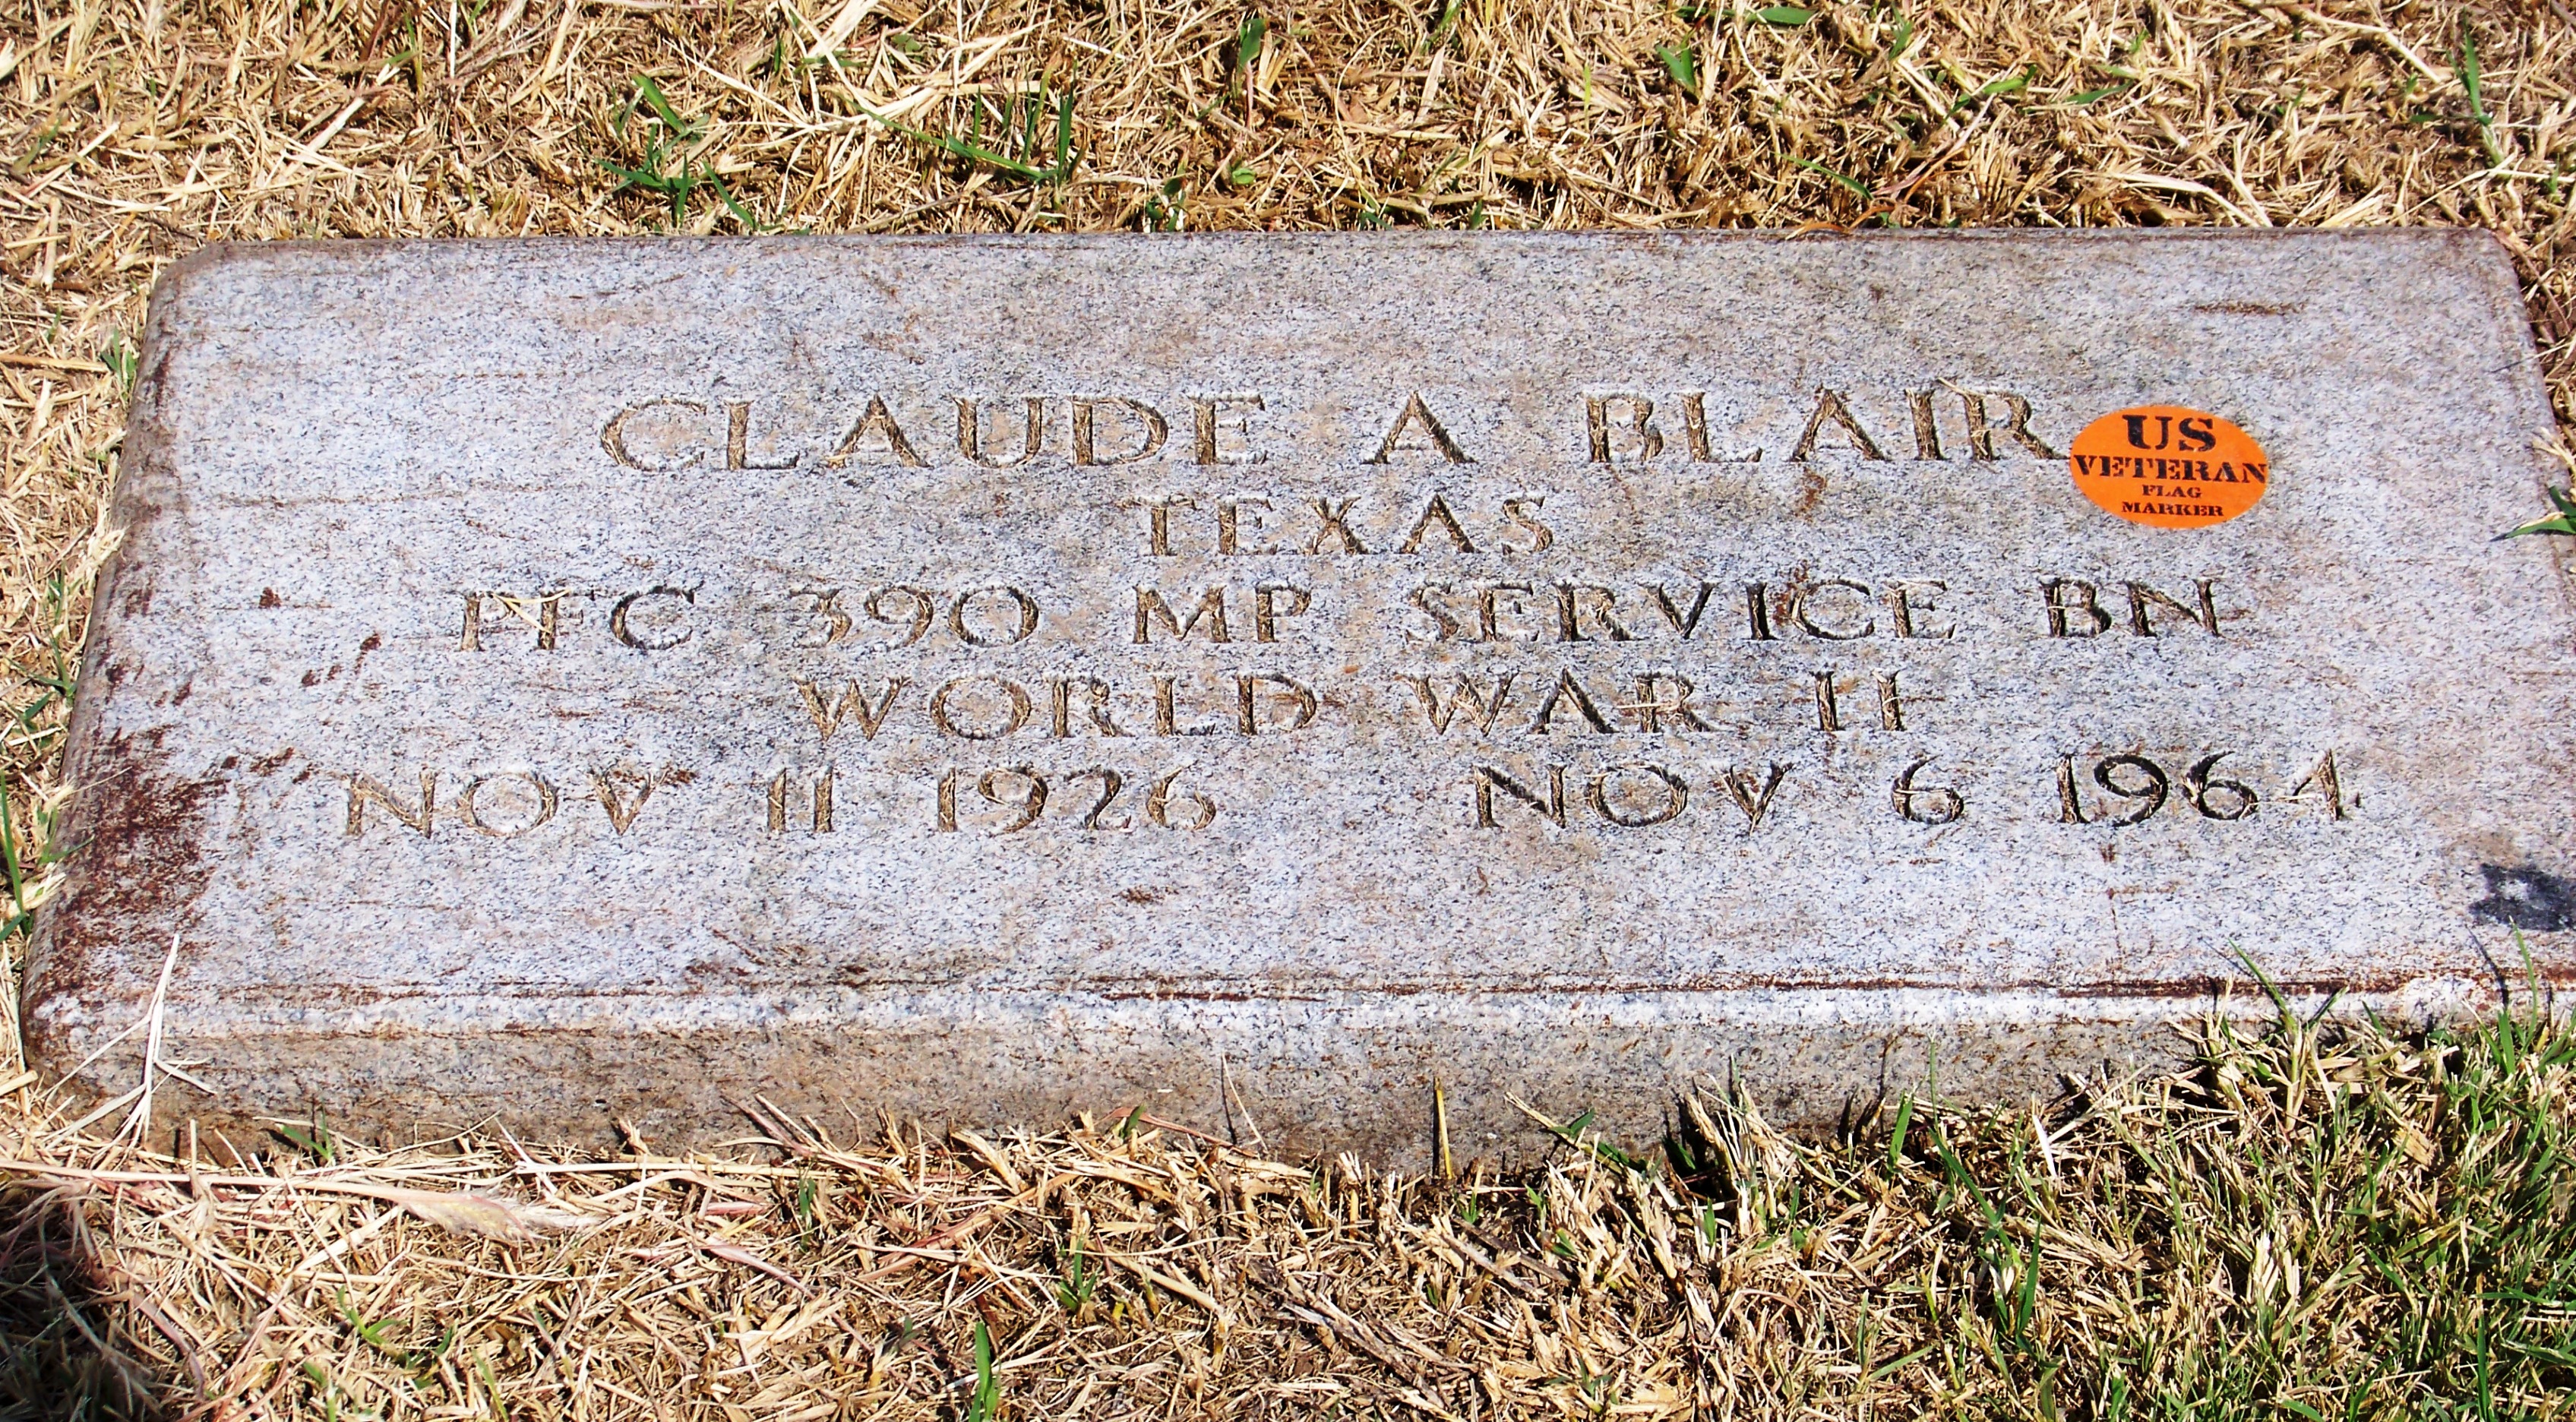 CLAUDE A BLAIR
US
VETERAN
FLAG
MARKER
TEXAS
PFC 390 MP SERVICE BN
WORLD WAR II
NOV 11 1926 NOV 6 1964